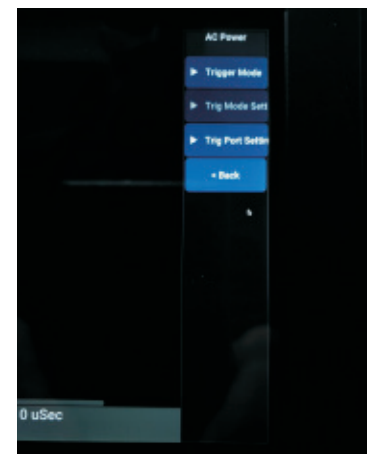 AC Power
► Trigger Mode
► Trig Mode Sett
► Trig Port Settin
◂ Back
0 uSec